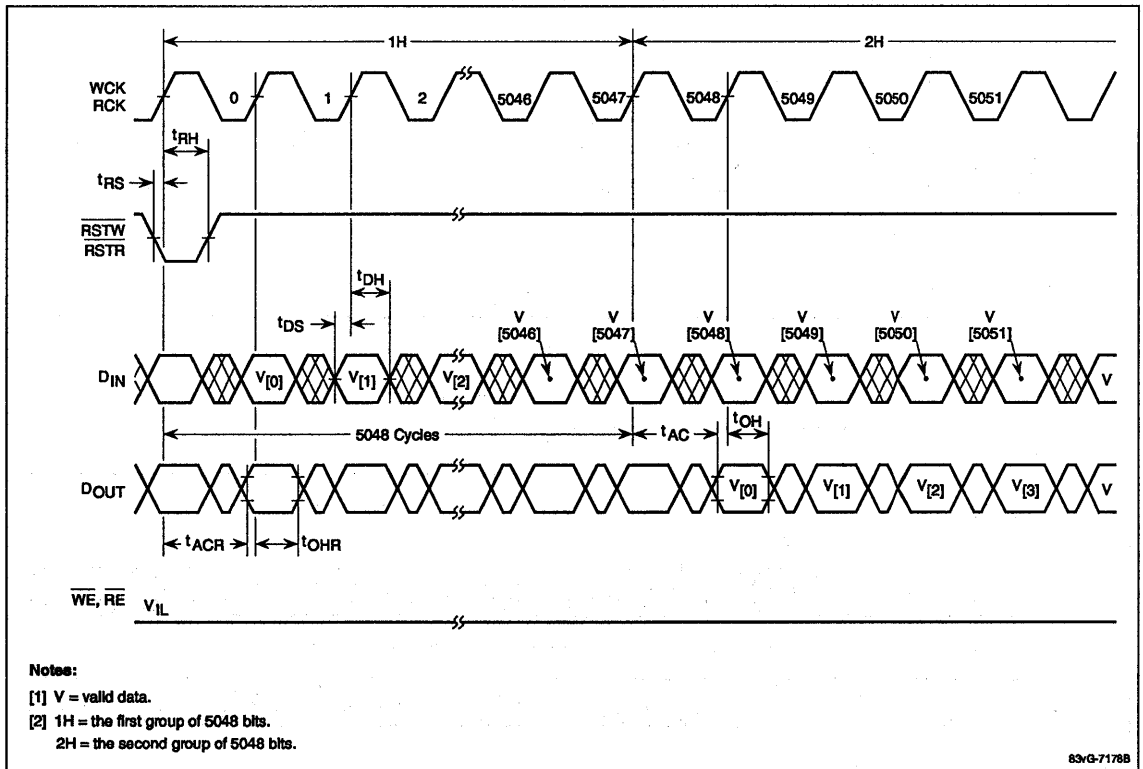 1H 2H
WCK
RCK
0 1 2 5046 5047 5048 5049 5050 5051
tRH
tRS
RSTW
RSTR
tDH
tDS
V [5046] V [5047] V [5048] V [5049] V [5050] V [5051]
DIN V[0] V[1] V[2] V
5048 Cycles tAC tOH
DOUT V[0] V[1] V[2] V[3] V
tACR tOHR
WE, RE VIL
Notes:
[1] V = valid data.
[2] 1H = the first group of 5048 bits.
2H = the second group of 5048 bits.
83vG-7178B